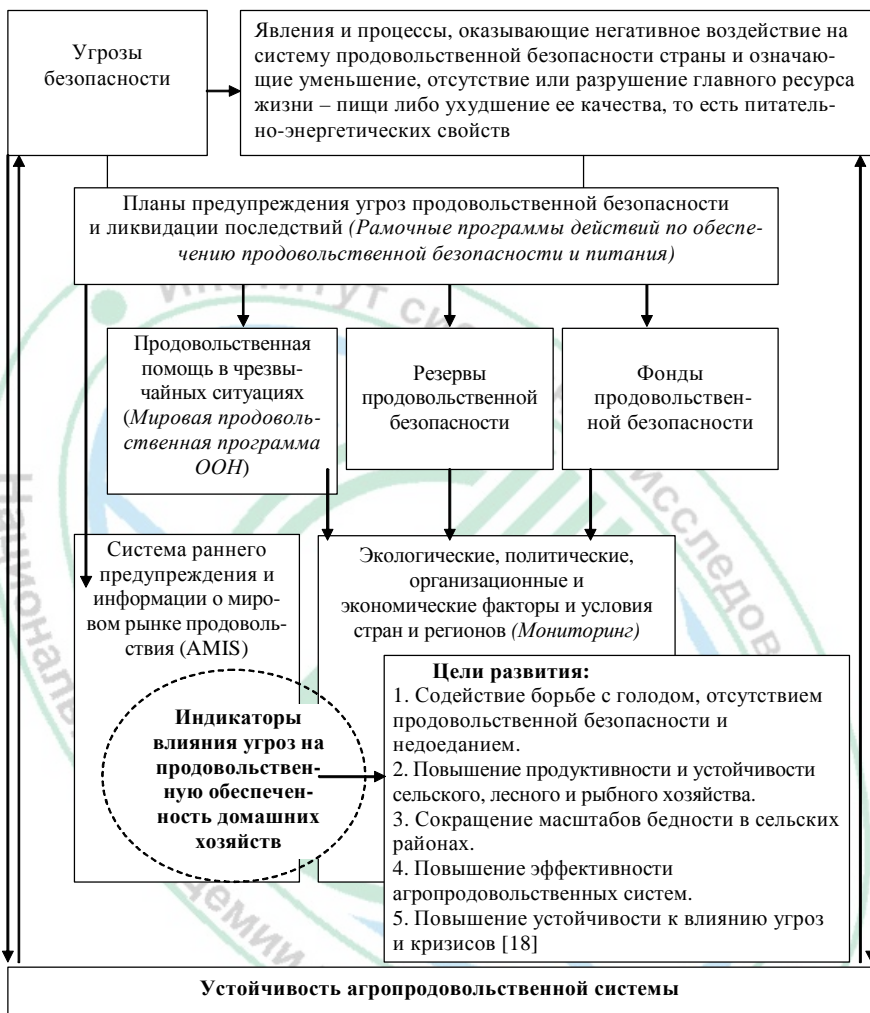 Угрозы
безопасности
Явления и процессы, оказывающие негативное воздействие на
систему продовольственной безопасности страны и означаю-
щие уменьшение, отсутствие или разрушение главного ресурса
жизни – пищи либо ухудшение ее качества, то есть питатель-
но-энергетических свойств
Планы предупреждения угроз продовольственной безопасности
и ликвидации последствий (Рамочные программы действий по обеспе-
чению продовольственной безопасности и питания)
Продовольственная
помощь в чрезвы-
чайных ситуациях
(Мировая продоволь-
ственная программа
ООН)
Резервы
продовольственной
безопасности
Фонды
продовольствен-
ной безопасности
Система раннего
предупреждения и
информации о миро-
вом рынке продоволь-
ствия (AMIS)
Экологические, политические,
организационные и
экономические факторы и условия
стран и регионов (Мониторинг)
Индикаторы
влияния угроз на
продовольствен-
ную обеспечен-
ность домашних
хозяйств
Цели развития:
1. Содействие борьбе с голодом, отсутствием
продовольственной безопасности и
недоеданием.
2. Повышение продуктивности и устойчивости
сельского, лесного и рыбного хозяйства.
3. Сокращение масштабов бедности в сельских
районах.
4. Повышение эффективности
агропродовольственных систем.
5. Повышение устойчивости к влиянию угроз
и кризисов [18]
Устойчивость агропродовольственной системы